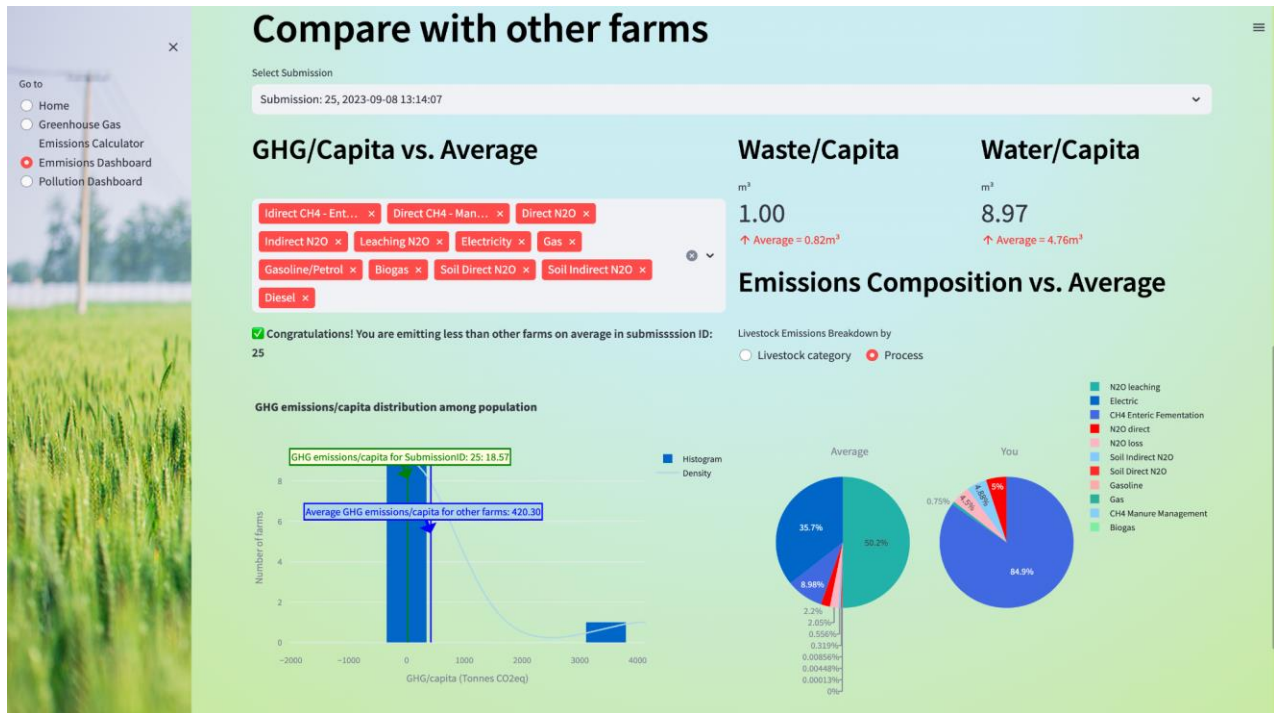 Compare with other farms
Go to
Home
Greenhouse Gas
Emissions Calculator
Emmisions Dashboard
Pollution Dashboard
Select Submission
Submission: 25, 2023-09-08 13:14:07
GHG/Capita vs. Average
Idirect CH4 - Ent... × Direct CH4 - Man... × Direct N2O ×
Indirect N2O × Leaching N2O × Electricity × Gas ×
Gasoline/Petrol × Biogas × Soil Direct N2O × Soil Indirect N2O ×
Diesel ×
✅ Congratulations! You are emitting less than other farms on average in submisssssion ID:
25
Waste/Capita
m³
1.00
↑ Average = 0.82m³
Water/Capita
m³
8.97
↑ Average = 4.76m³
Emissions Composition vs. Average
Livestock Emissions Breakdown by
Livestock category Process
GHG emissions/capita distribution among population
GHG emissions/capita for SubmissionID: 25: 18.57
Average GHG emissions/capita for other farms: 420.30
Histogram
Density
Number of farms
8
6
4
2
0
−2000 −1000 0 1000 2000 3000 4000
GHG/capita (Tonnes CO2eq)
Average
35.7%
50.2%
8.98%
2.2%
2.05%
0.556%
0.319%
0.00856%
0.00448%
0.00013%
0%
You
0.75%
4.5%
4.88%
5%
84.9%
N2O leaching
Electric
CH4 Enteric Fementation
N2O direct
N2O loss
Soil Indirect N2O
Soil Direct N2O
Gasoline
Gas
CH4 Manure Management
Biogas